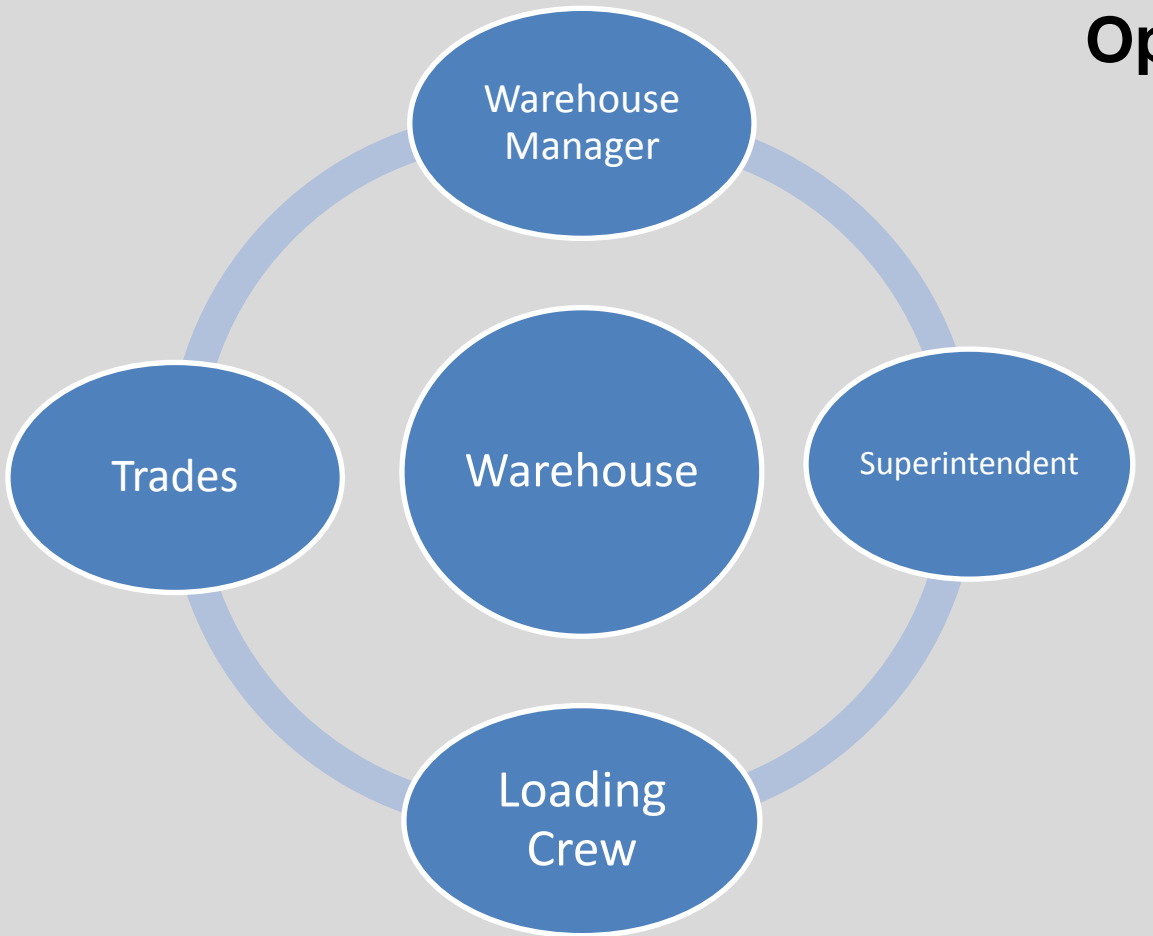 Op
Warehouse
Manager
Trades
Warehouse
Superintendent
Loading
Crew